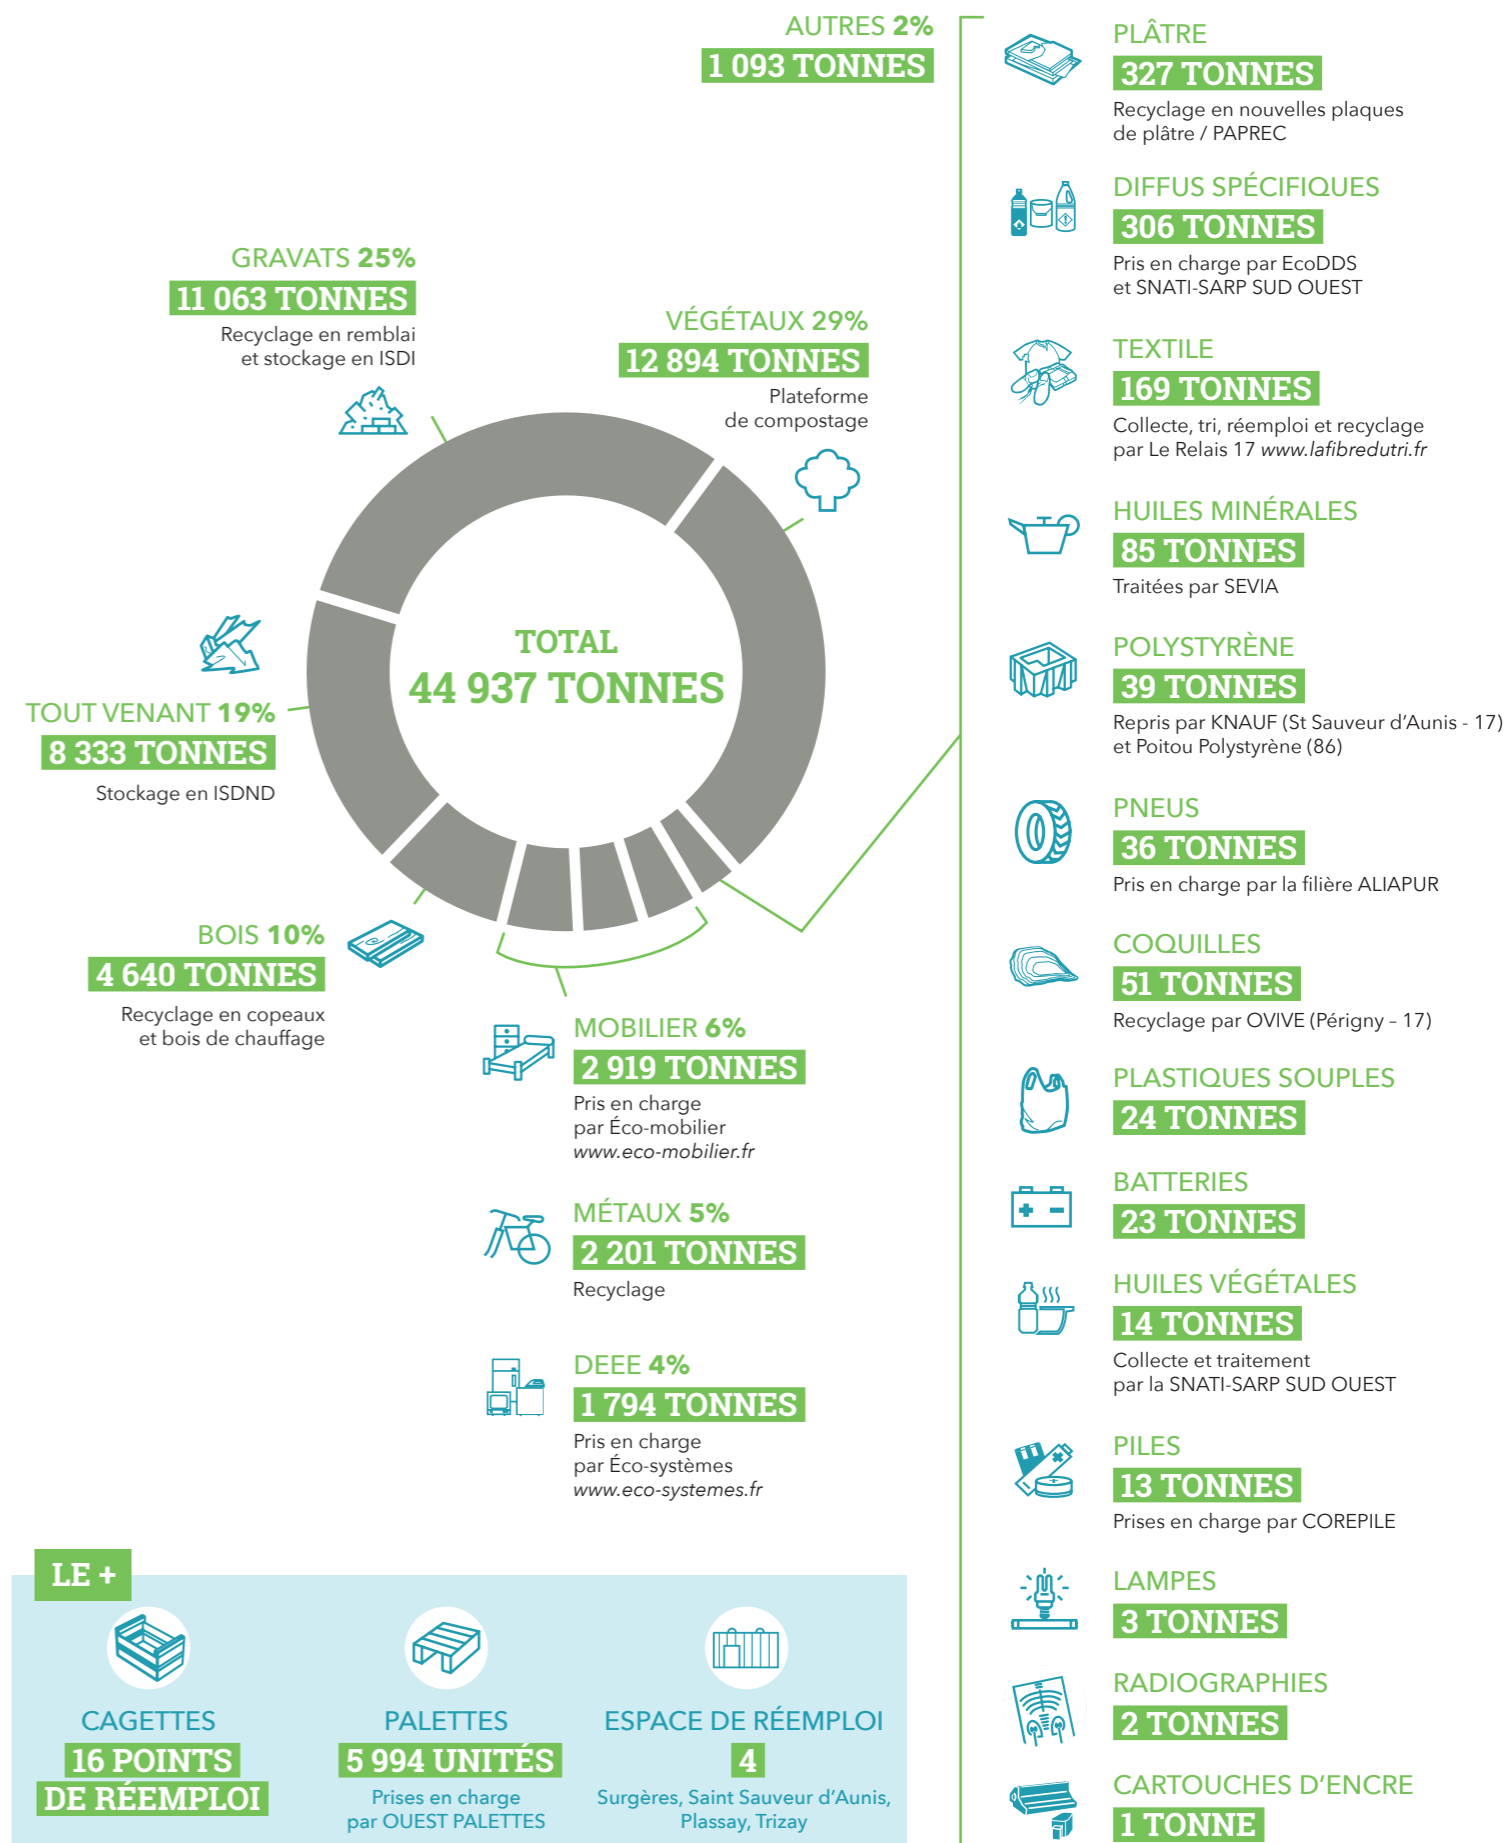 AUTRES 2%
1 093 TONNES
GRAVATS 25%
11 063 TONNES
Recyclage en remblai
et stockage en ISDI
VÉGÉTAUX 29%
12 894 TONNES
Plateforme
de compostage
TOTAL
44 937 TONNES
TOUT VENANT 19%
8 333 TONNES
Stockage en ISDND
BOIS 10%
4 640 TONNES
Recyclage en copeaux
et bois de chauffage
MOBILIER 6%
2 919 TONNES
Pris en charge
par Éco-mobilier
www.eco-mobilier.fr
MÉTAUX 5%
2 201 TONNES
Recyclage
DEEE 4%
1 794 TONNES
Pris en charge
par Éco-systèmes
www.eco-systemes.fr
PLÂTRE
327 TONNES
Recyclage en nouvelles plaques
de plâtre / PAPREC
DIFFUS SPÉCIFIQUES
306 TONNES
Pris en charge par EcoDDS
et SNATI-SARP SUD OUEST
TEXTILE
169 TONNES
Collecte, tri, réemploi et recyclage
par Le Relais 17 www.lafibredutri.fr
HUILES MINÉRALES
85 TONNES
Traitées par SEVIA
POLYSTYRÈNE
39 TONNES
Repris par KNAUF (St Sauveur d'Aunis - 17)
et Poitou Polystyrène (86)
PNEUS
36 TONNES
Pris en charge par la filière ALIAPUR
COQUILLES
51 TONNES
Recyclage par OVIVE (Périgny – 17)
PLASTIQUES SOUPLES
24 TONNES
BATTERIES
23 TONNES
HUILES VÉGÉTALES
14 TONNES
Collecte et traitement
par la SNATI-SARP SUD OUEST
PILES
13 TONNES
Prises en charge par COREPILE
LAMPES
3 TONNES
RADIOGRAPHIES
2 TONNES
CARTOUCHES D'ENCRE
1 TONNE
LE +
CAGETTES
16 POINTS
DE RÉEMPLOI
PALETTES
5 994 UNITÉS
Prises en charge
par OUEST PALETTES
ESPACE DE RÉEMPLOI
4
Surgères, Saint Sauveur d'Aunis,
Plassay, Trizay